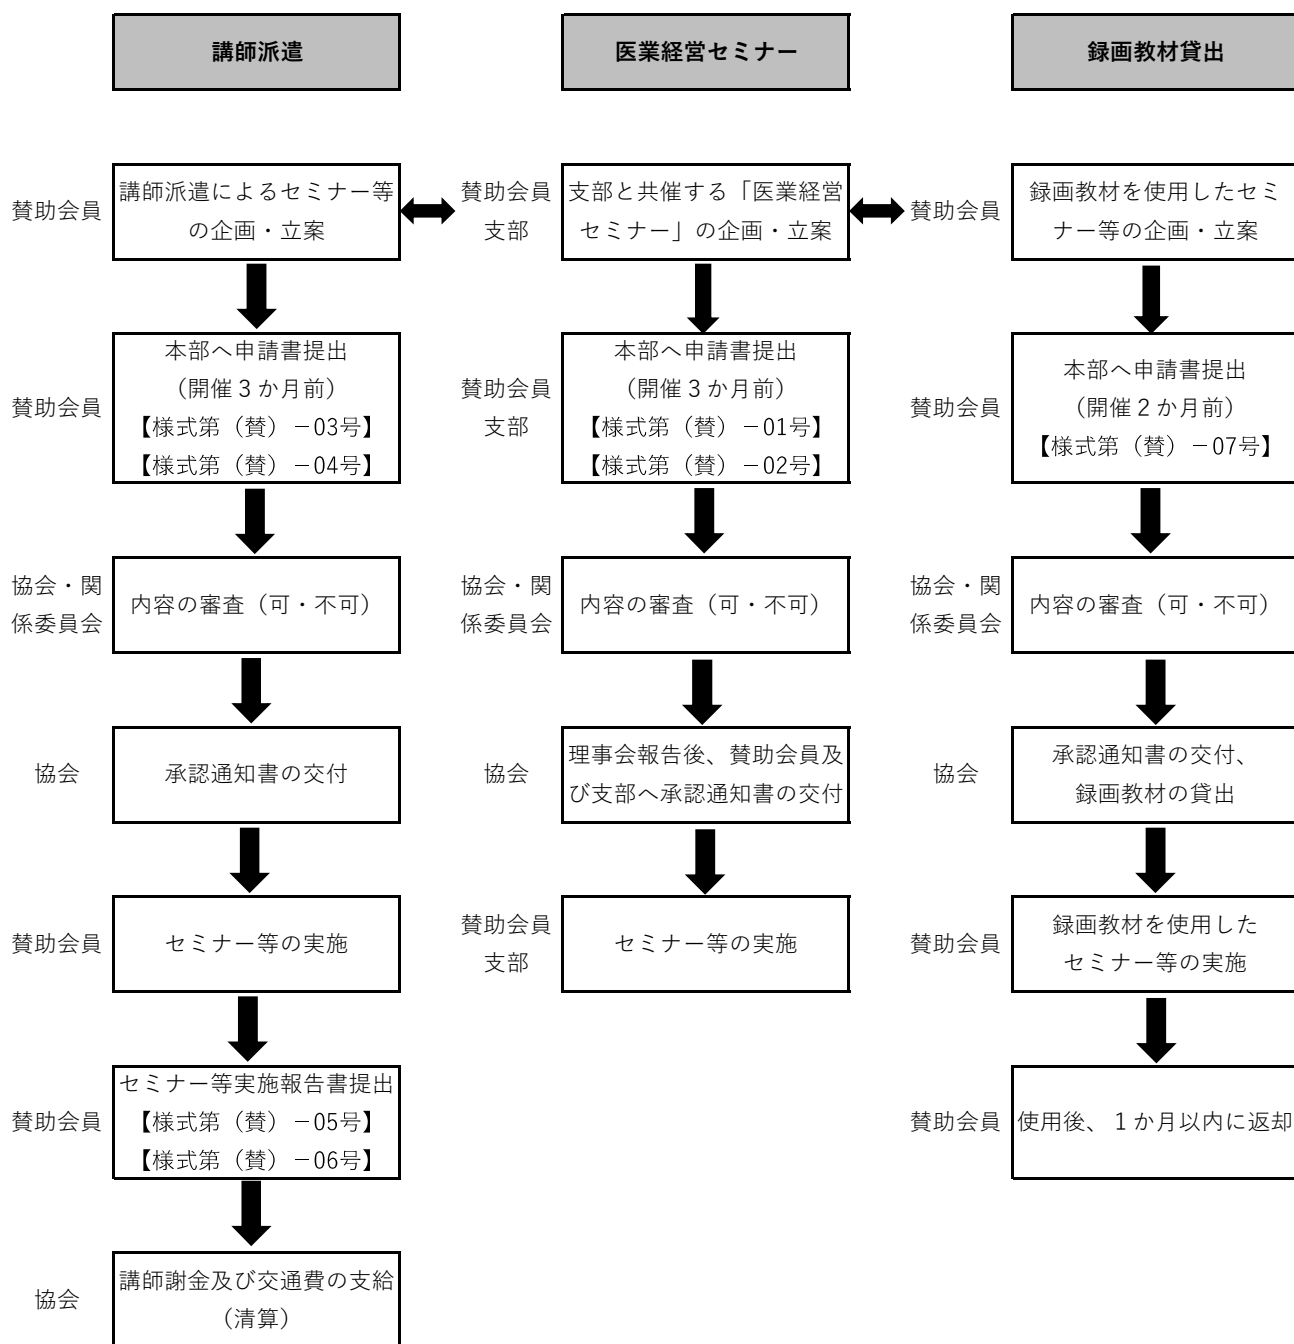 講師派遣
医業経営セミナー
録画教材貸出
賛助会員
講師派遣によるセミナー等
の企画・立案
賛助会員
支部
支部と共催する「医業経営
セミナー」の企画・立案
賛助会員
録画教材を使用したセミ
ナー等の企画・立案
賛助会員
本部へ申請書提出
（開催３か月前）
【様式第（賛）－03号】
【様式第（賛）－04号】
賛助会員
支部
本部へ申請書提出
（開催３か月前）
【様式第（賛）－01号】
【様式第（賛）－02号】
賛助会員
本部へ申請書提出
（開催２か月前）
【様式第（賛）－07号】
協会・関
係委員会
内容の審査（可・不可）
協会・関
係委員会
内容の審査（可・不可）
協会・関
係委員会
内容の審査（可・不可）
協会
承認通知書の交付
協会
理事会報告後、賛助会員及
び支部へ承認通知書の交付
協会
承認通知書の交付、
録画教材の貸出
賛助会員
セミナー等の実施
賛助会員
支部
セミナー等の実施
賛助会員
録画教材を使用した
セミナー等の実施
賛助会員
セミナー等実施報告書提出
【様式第（賛）－05号】
【様式第（賛）－06号】
賛助会員
使用後、１か月以内に返却
協会
講師謝金及び交通費の支給
（清算）